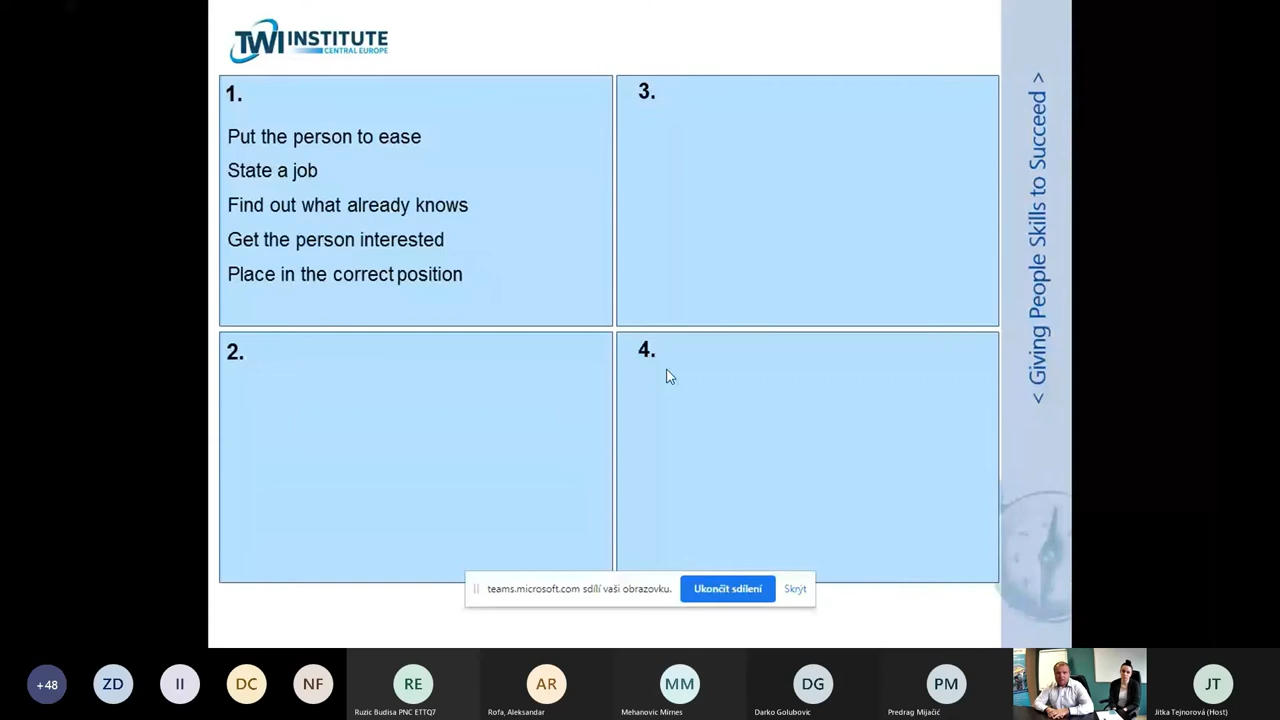 TWI INSTITUTE
CENTRAL EUROPE
1.
Put the person to ease
State a job
Find out what already knows
Get the person interested
Place in the correct position
2.
3.
4.
< Giving People Skills to Succeed >
teams.microsoft.com sdílí vaši obrazovku.
Ukončit sdílení
Skrýt
+48
ZD
II
DC
NF
RE
Ruzic Budisa PNC ETTQ7
AR
Rofa, Aleksandar
MM
Mehanovic Mirnes
DG
Darko Golubovic
PM
Predrag Mijačić
JT
Jitka Tejnorová (Host)